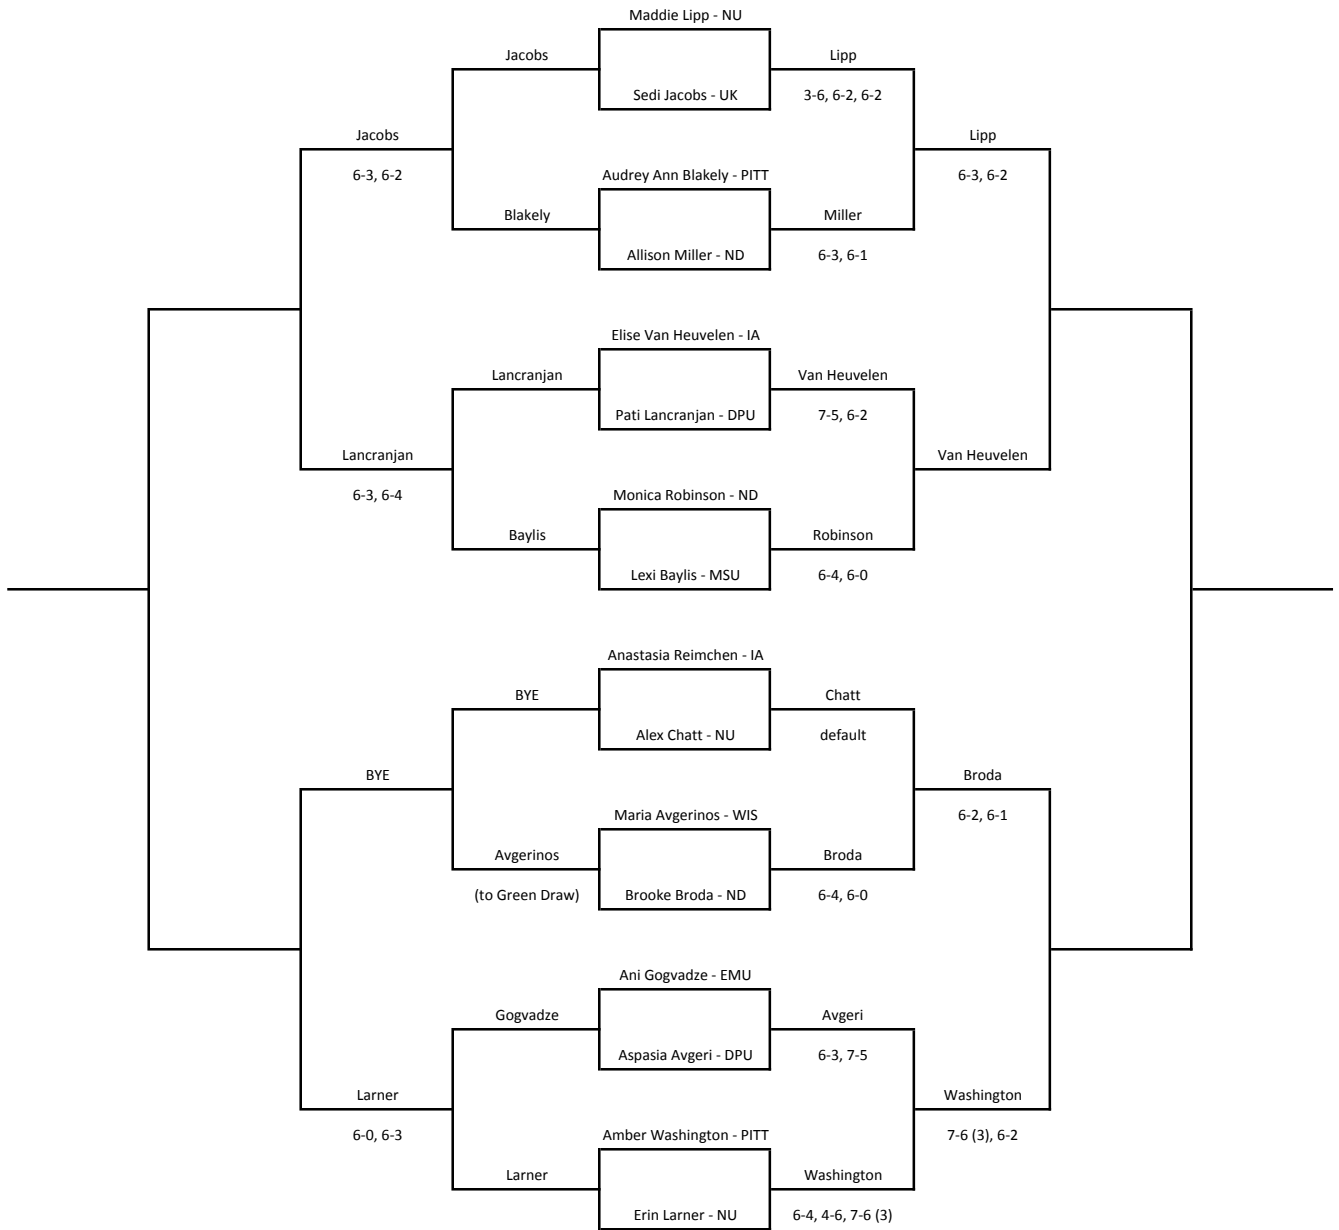 Maddie Lipp - NU
Jacobs
Lipp
Sedi Jacobs - UK
3-6, 6-2, 6-2
Jacobs
Lipp
6-3, 6-2
Audrey Ann Blakely - PITT
6-3, 6-2
Blakely
Miller
Allison Miller - ND
6-3, 6-1
Elise Van Heuvelen - IA
Lancranjan
Van Heuvelen
Pati Lancranjan - DPU
7-5, 6-2
Lancranjan
Van Heuvelen
6-3, 6-4
Monica Robinson - ND
Baylis
Robinson
Lexi Baylis - MSU
6-4, 6-0
Anastasia Reimchen - IA
BYE
Chatt
Alex Chatt - NU
default
BYE
Broda
Maria Avgerinos - WIS
6-2, 6-1
Avgerinos
Broda
(to Green Draw)
Brooke Broda - ND
6-4, 6-0
Ani Gogvadze - EMU
Gogvadze
Avgeri
Aspasia Avgeri - DPU
6-3, 7-5
Larner
Washington
6-0, 6-3
Amber Washington - PITT
7-6 (3), 6-2
Larner
Washington
Erin Larner - NU
6-4, 4-6, 7-6 (3)